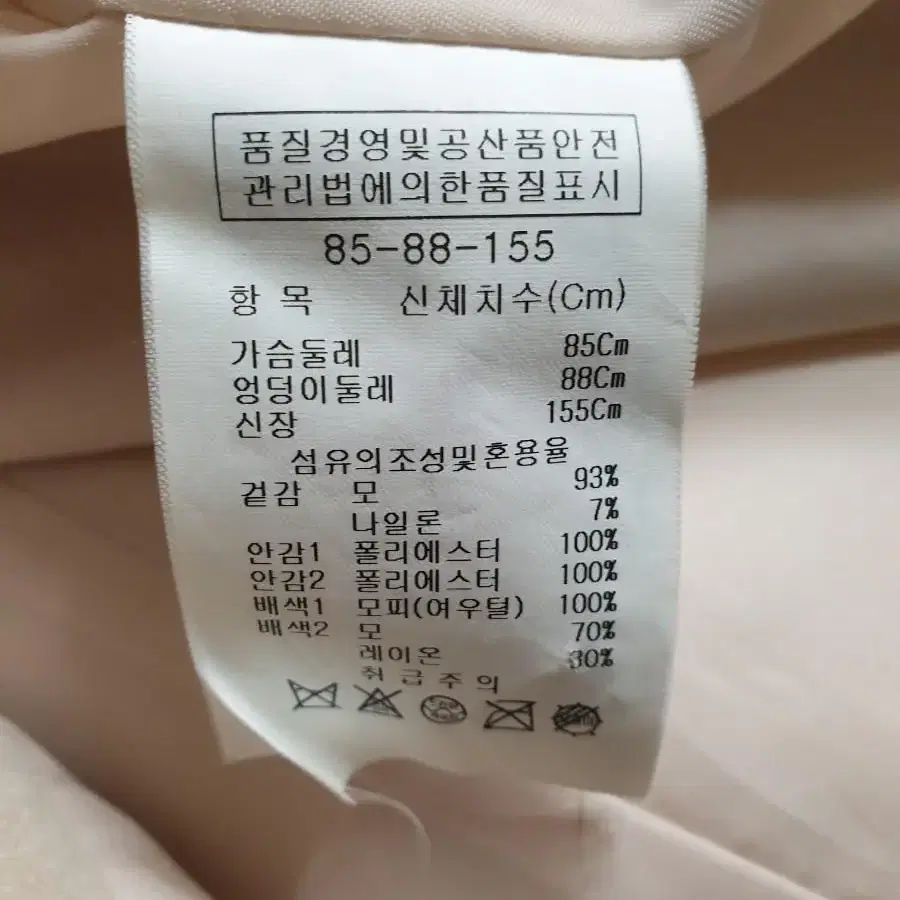 품질경영및공산품안전
관리법에의한품질표시
85-88-155
항 목 신체치수(Cm)
가슴둘레 85Cm
엉덩이둘레 88Cm
신장 155Cm
섬유의조성및혼용율
겉감 모 93%
나일론 7%
안감1 폴리에스터 100%
안감2 폴리에스터 100%
배색1 모피(여우털) 100%
배색2 모 70%
레이온 30%
취급주의